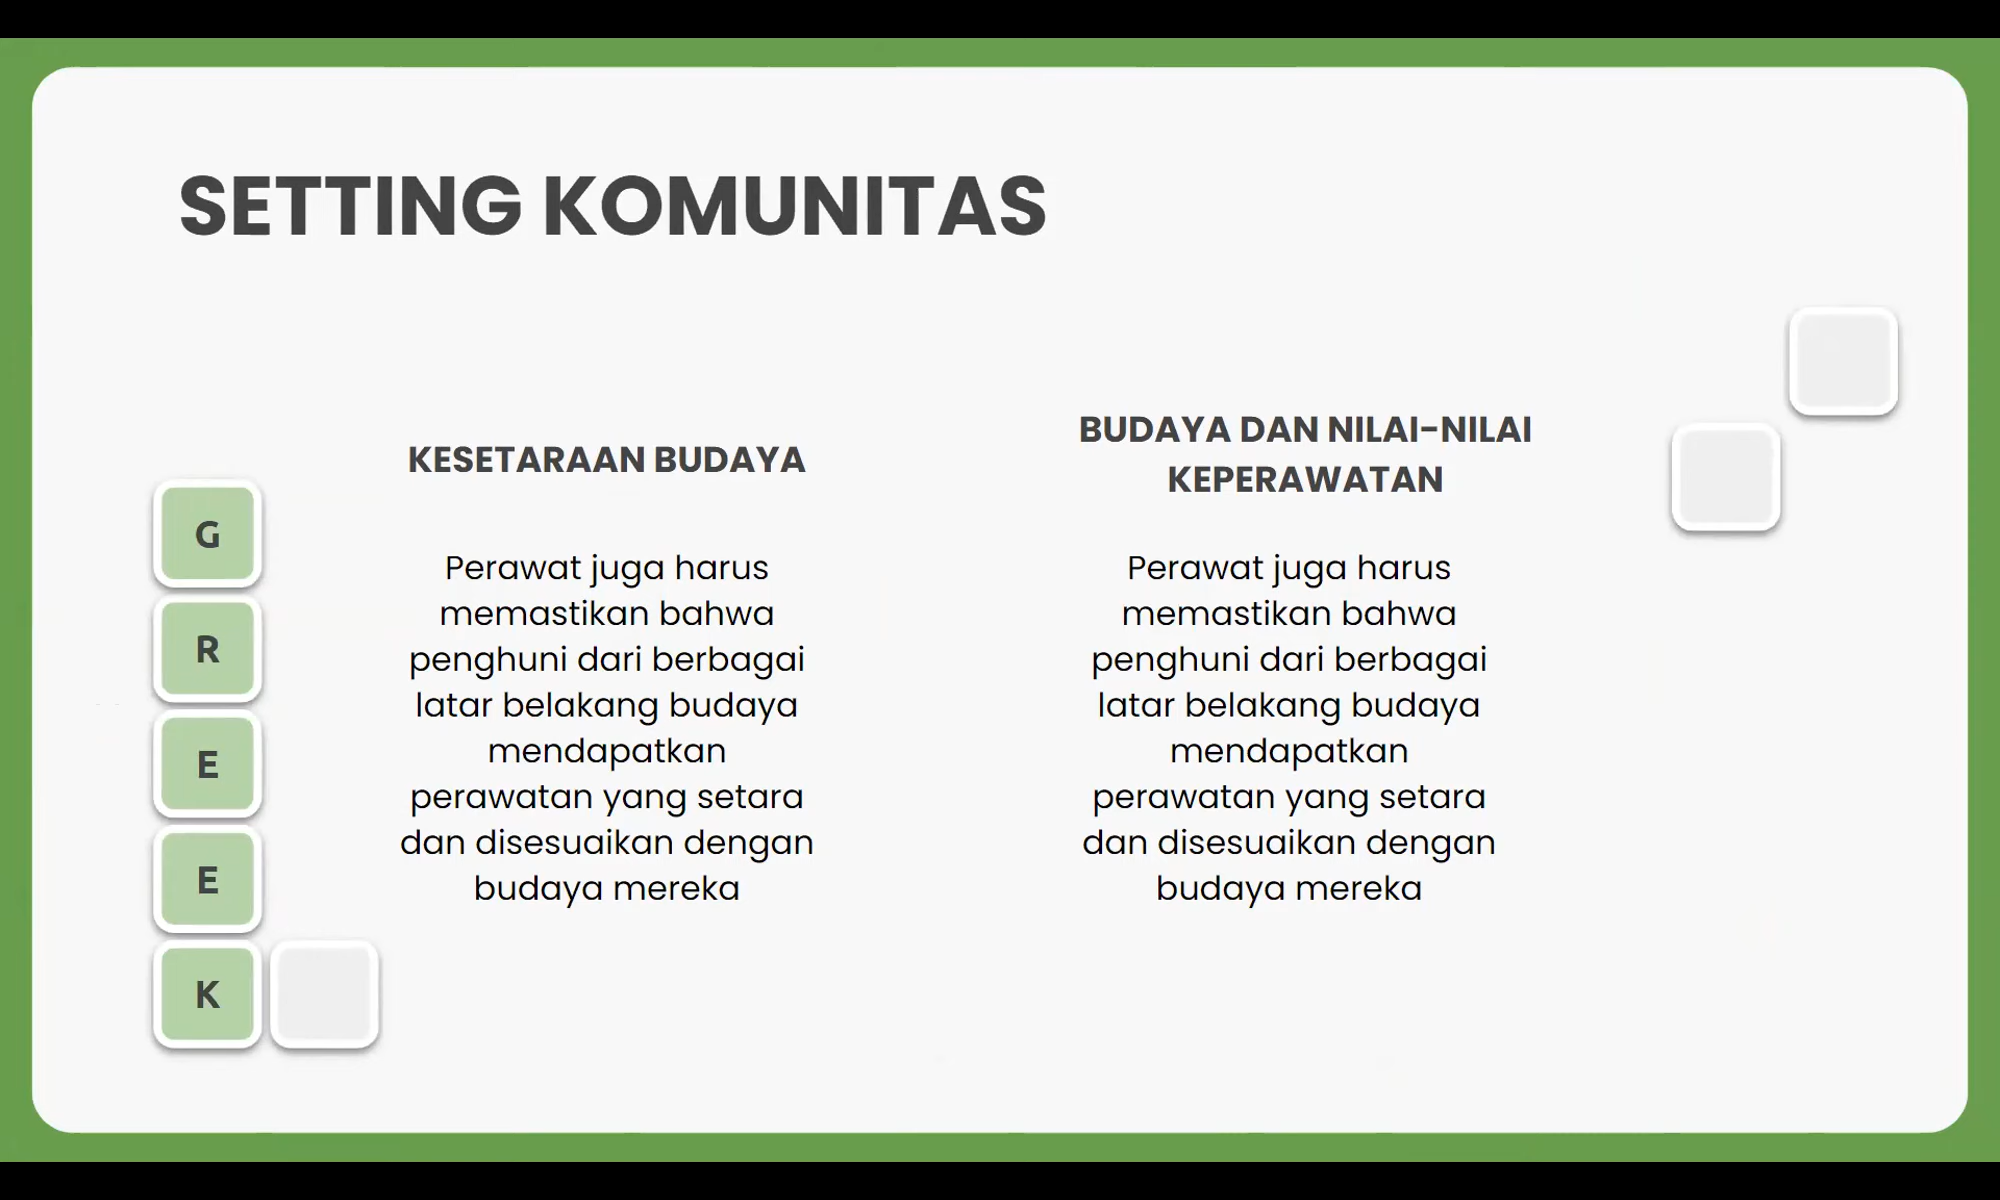 SETTING KOMUNITAS
KESETARAAN BUDAYA
Perawat juga harus
memastikan bahwa
penghuni dari berbagai
latar belakang budaya
mendapatkan
perawatan yang setara
dan disesuaikan dengan
budaya mereka
BUDAYA DAN NILAI-NILAI
KEPERAWATAN
Perawat juga harus
memastikan bahwa
penghuni dari berbagai
latar belakang budaya
mendapatkan
perawatan yang setara
dan disesuaikan dengan
budaya mereka
G
R
E
E
K